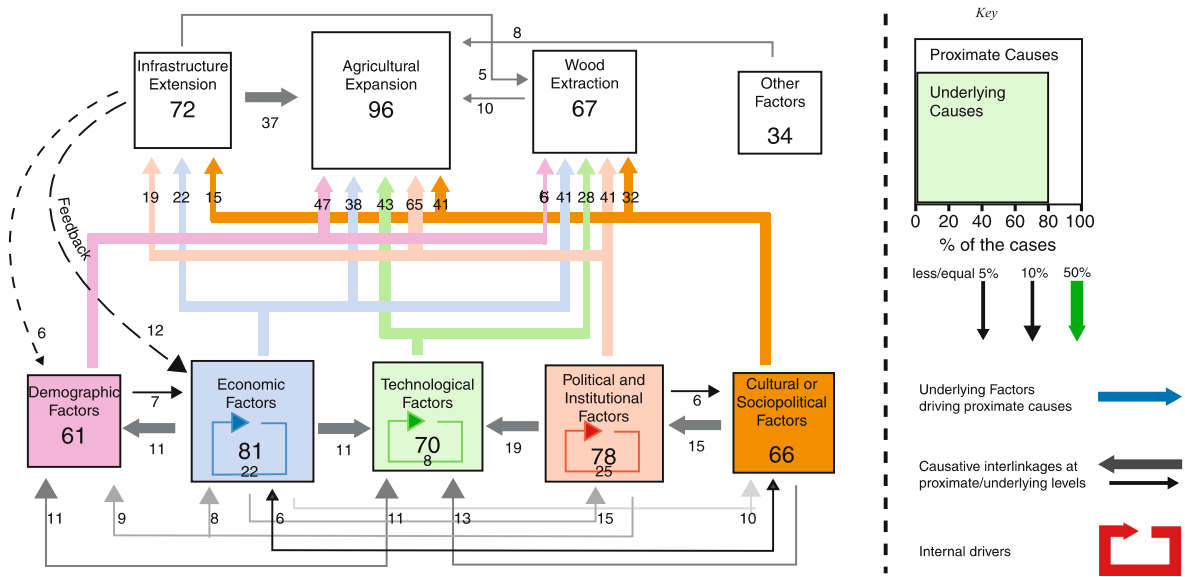 Key
8
Infrastructure
Extension
72
Agricultural
Expansion
96
Wood
Extraction
67
Other
Factors
34
5
10
37
Proximate Causes
Underlying
Causes
0 20 40 60 80 100
% of the cases
19 22 15 47 38 43 65 41 6 41 28 41 32
Feedback
less/equal 5% 10% 50%
6
12
Demographic
Factors
61
7
11
Economic
Factors
81
22
11
Technological
Factors
70
8
19
Political and
Institutional
Factors
78
25
6
15
Cultural or
Sociopolitical
Factors
66
Underlying Factors
driving proximate causes
Causative interlinkages at
proximate/underlying levels
11 9 8 6 11 13 15 10
Internal drivers